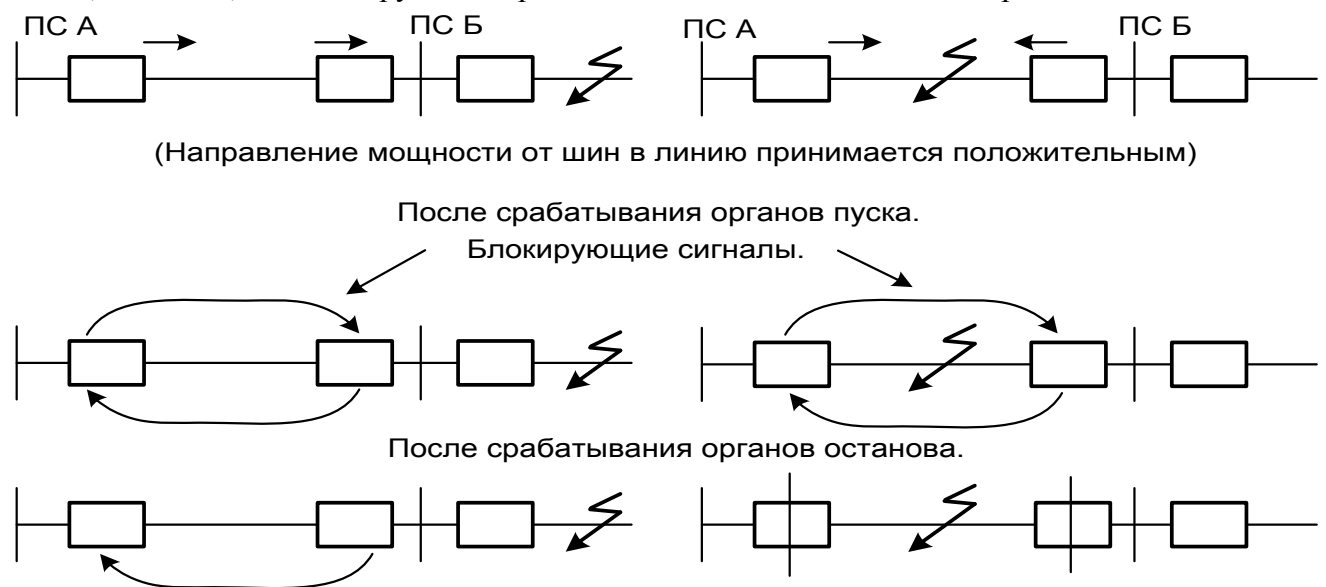 ПС А ПС Б ПС А ПС Б
(Направление мощности от шин в линию принимается положительным)
После срабатывания органов пуска.
Блокирующие сигналы.
После срабатывания органов останова.